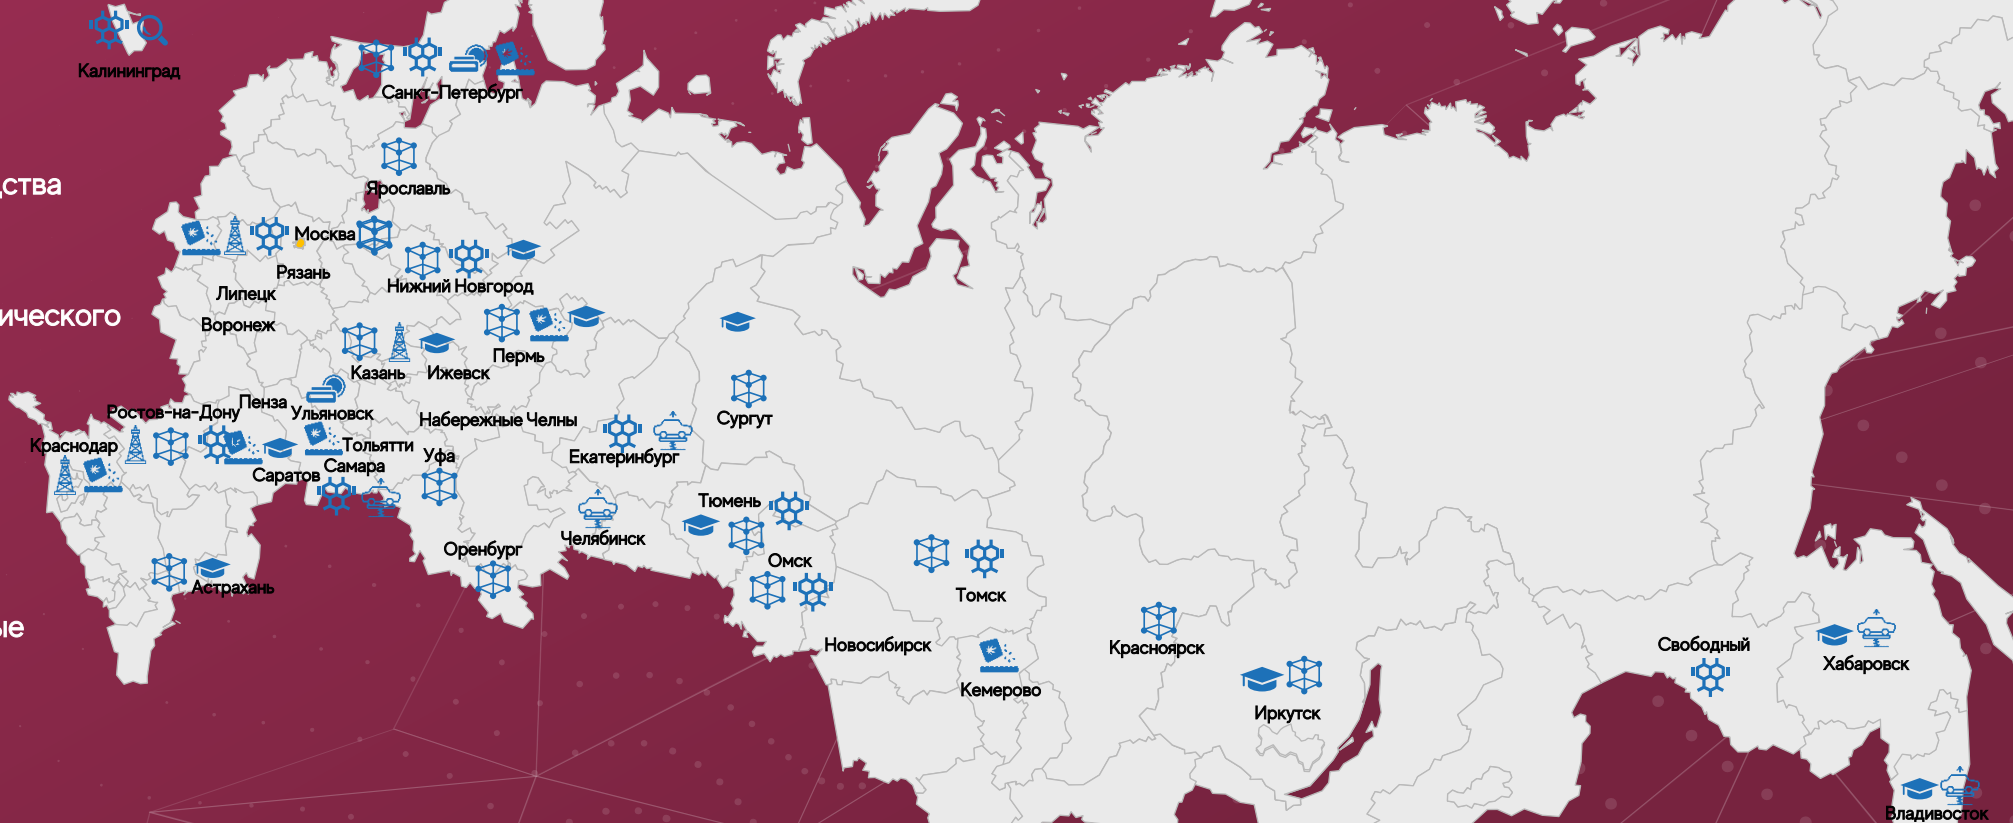 Калининград
Санкт-Петербург
дства
Ярославль
Москва
Рязань
Нижний Новгород
Липецк
ического
Воронеж
Пермь
Казань
Ижевск
Пенза
Ростов-на-Дону
Ульяновск
Набережные Челны
Сургут
Краснодар
Тольятти
Уфа
Екатеринбург
Самара
Саратов
Тюмень
Челябинск
Оренбург
Омск
Астрахань
Томск
ые
Новосибирск
Красноярск
Свободный
Хабаровск
Кемерово
Иркутск
Владивосток